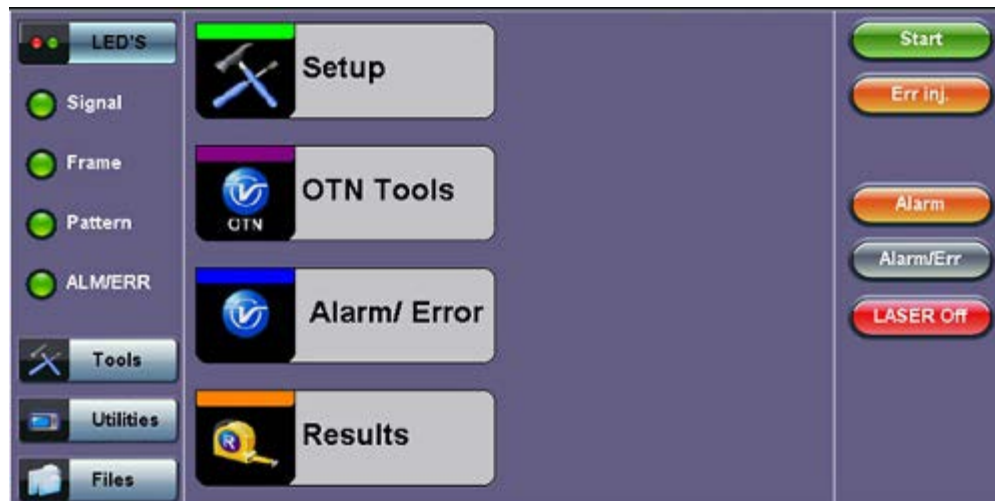 LED'S
Signal
Frame
Pattern
ALM/ERR
Tools
Utilities
Files
Setup
OTN
OTN Tools
Alarm/ Error
R
Results
Start
Err inj.
Alarm
Alarm/Err
LASER Off